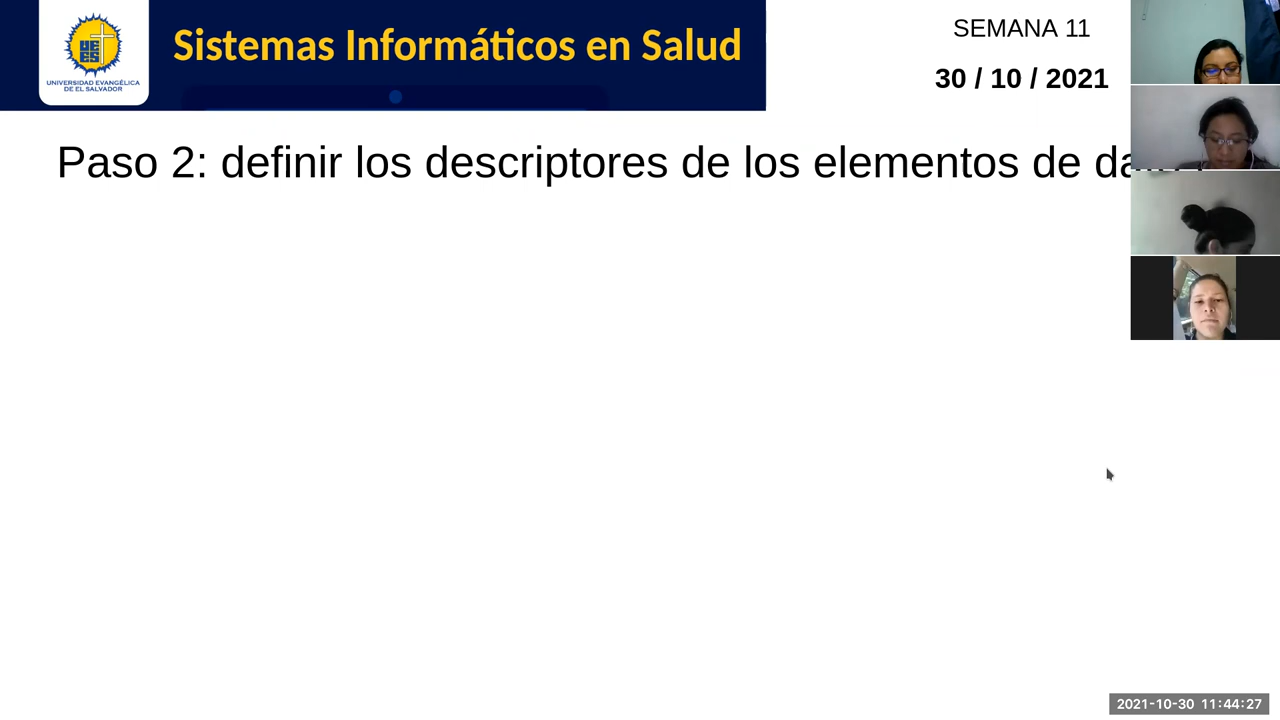 UNIVERSIDAD EVANGÉLICA
DE EL SALVADOR
Sistemas Informáticos en Salud
SEMANA 11
30 / 10 / 2021
Paso 2: definir los descriptores de los elementos de
2021-10-30 11:44:27